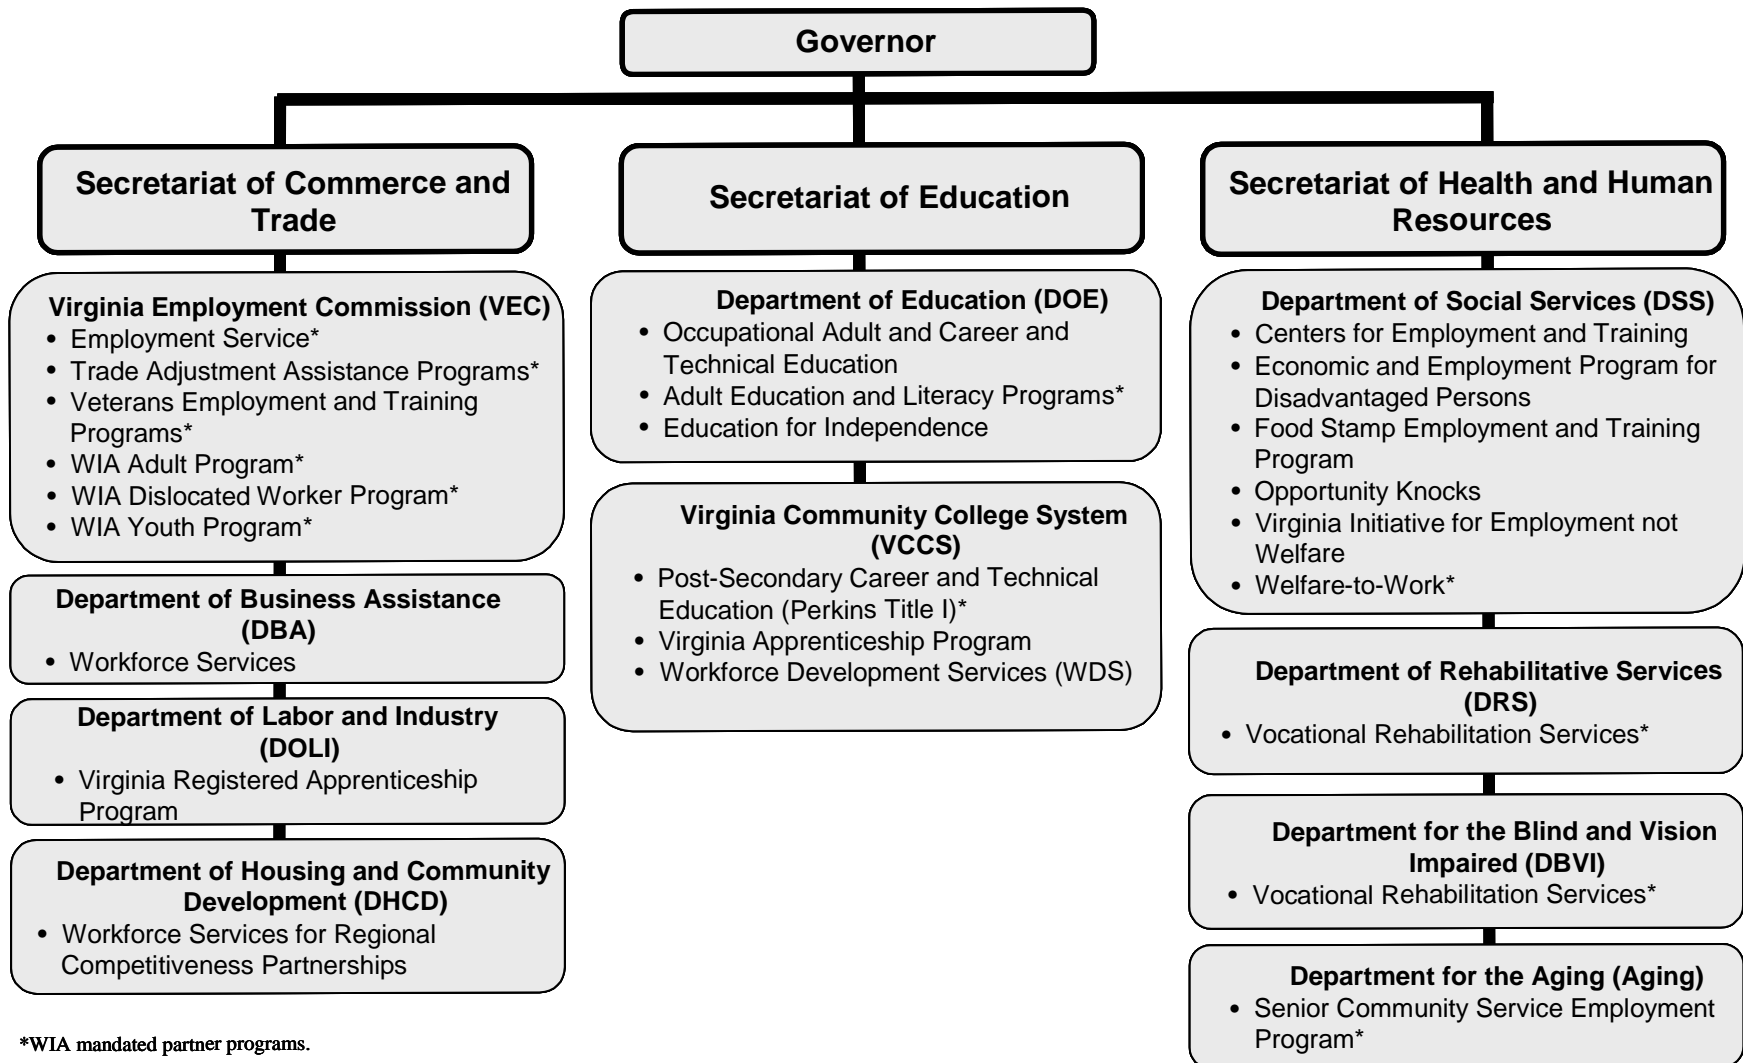 Governor
Secretariat of Commerce and
Trade
Virginia Employment Commission (VEC)
• Employment Service*
• Trade Adjustment Assistance Programs*
• Veterans Employment and Training
Programs*
• WIA Adult Program*
• WIA Dislocated Worker Program*
• WIA Youth Program*
Department of Business Assistance
(DBA)
• Workforce Services
Department of Labor and Industry
(DOLI)
• Virginia Registered Apprenticeship
Program
Department of Housing and Community
Development (DHCD)
• Workforce Services for Regional
Competitiveness Partnerships
Secretariat of Education
Department of Education (DOE)
• Occupational Adult and Career and
Technical Education
• Adult Education and Literacy Programs*
• Education for Independence
Virginia Community College System
(VCCS)
• Post-Secondary Career and Technical
Education (Perkins Title I)*
• Virginia Apprenticeship Program
• Workforce Development Services (WDS)
Secretariat of Health and Human
Resources
Department of Social Services (DSS)
• Centers for Employment and Training
• Economic and Employment Program for
Disadvantaged Persons
• Food Stamp Employment and Training
Program
• Opportunity Knocks
• Virginia Initiative for Employment not
Welfare
• Welfare-to-Work*
Department of Rehabilitative Services
(DRS)
• Vocational Rehabilitation Services*
Department for the Blind and Vision
Impaired (DBVI)
• Vocational Rehabilitation Services*
Department for the Aging (Aging)
• Senior Community Service Employment
Program*
*WIA mandated partner programs.